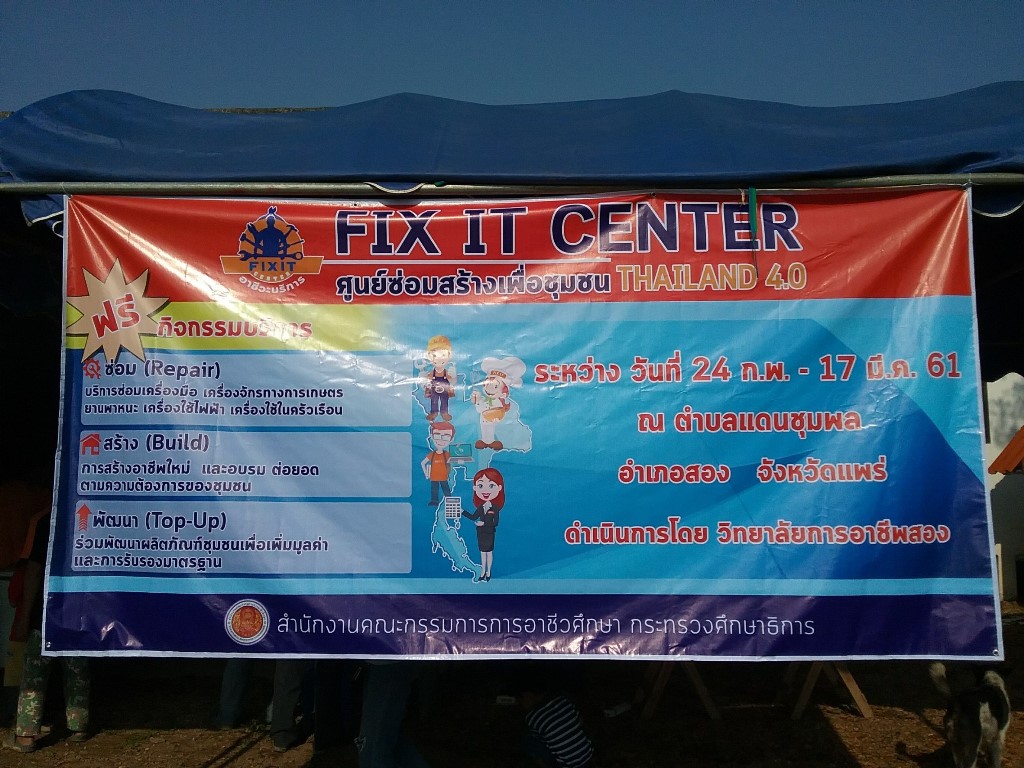 FIX IT CENTER
FIXIT
CENTER
อาชีวะบริการ
ศูนย์ซ่อมสร้างเพื่อชุมชน THAILAND 4.0
ฟรี
กิจกรรมบริการ
ซ่อม (Repair)
บริการซ่อมเครื่องมือ เครื่องจักรทางการเกษตร
ยานพาหนะ เครื่องใช้ไฟฟ้า เครื่องใช้ในครัวเรือน
สร้าง (Build)
การสร้างอาชีพใหม่ และอบรม ต่อยอด
ตามความต้องการของชุมชน
พัฒนา (Top-Up)
ร่วมพัฒนาผลิตภัณฑ์ชุมชนเพื่อเพิ่มมูลค่า
และการรับรองมาตรฐาน
ระหว่าง วันที่ 24 ก.พ. - 17 มี.ค. 61
ณ ตำบลแดนชุมพล
อำเภอสอง จังหวัดแพร่
ดำเนินการโดย วิทยาลัยการอาชีพสอง
สำนักงานคณะกรรมการการอาชีวศึกษา กระทรวงศึกษาธิการ